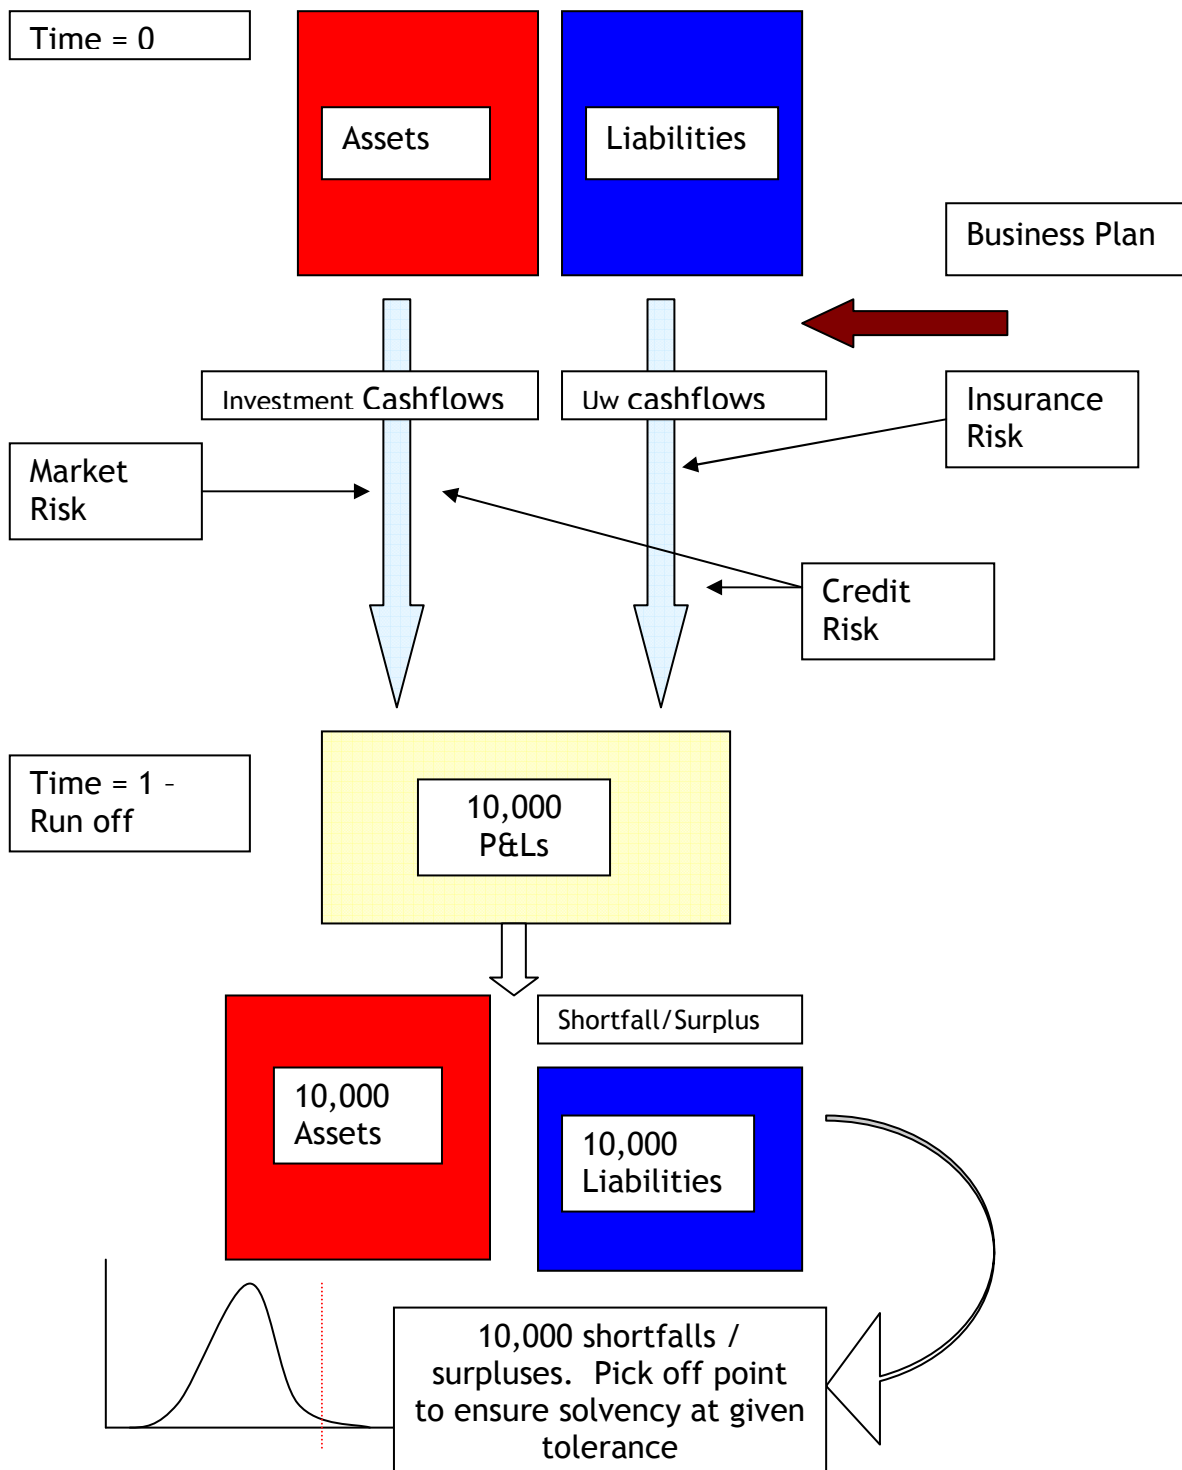 Time = 0
Assets
Liabilities
Business Plan
Investment Cashflows
Uw cashflows
Insurance
Risk
Market
Risk
Credit
Risk
Time = 1 –
Run off
10,000
P&Ls
Shortfall/Surplus
10,000
Assets
10,000
Liabilities
10,000 shortfalls /
surpluses.  Pick off point
to ensure solvency at given
tolerance